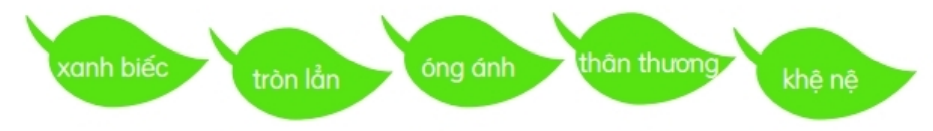 xanh biếc
tròn lẳn
óng ánh
thân thương
khệ nệ